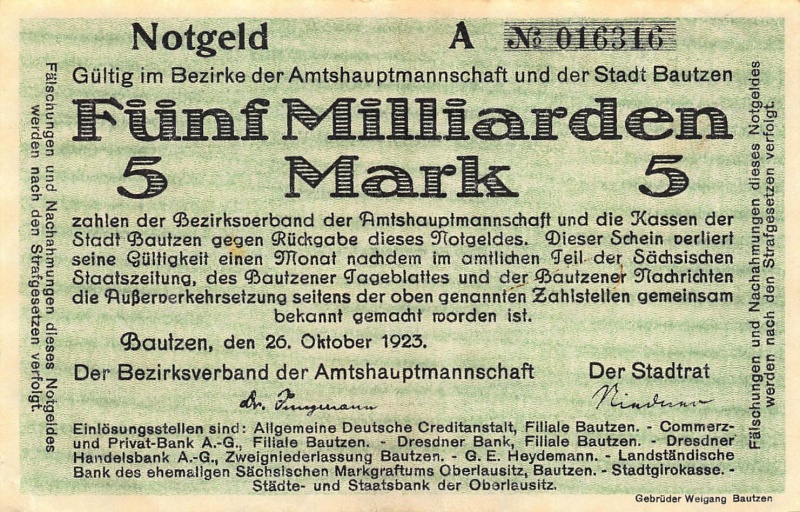 Notgeld A № 016316
Gültig im Bezirke der Amtshauptmannschaft und der Stadt Bautzen
Fünf Milliarden
5 Mark 5
zahlen der Bezirksverband der Amtshauptmannschaft und die Kassen der
Stadt Bautzen gegen Rückgabe dieses Notgeldes. Dieser Schein verliert
seine Gültigkeit einen Monat nachdem im amtlichen Teil der Sächsischen
Staatszeitung, des Bautzener Tageblattes und der Bautzener Nachrichten
die Außerverkehrsetzung seitens der oben genannten Zahlstellen gemeinsam
bekannt gemacht worden ist.
Bautzen, den 26. Oktober 1923.
Der Bezirksverband der Amtshauptmannschaft Der Stadtrat
Dr.
Einlösungsstellen sind: Allgemeine Deutsche Creditanstalt, Filiale Bautzen. - Commerz-
und Privat-Bank A.-G., Filiale Bautzen. - Dresdner Bank, Filiale Bautzen. - Dresdner
Handelsbank A.-G., Zweigniederlassung Bautzen. - G. E. Heydemann. - Landständische
Bank des ehemaligen Sächsischen Markgraftums Oberlausitz, Bautzen. - Stadtgirokasse. -
Städte- und Staatsbank der Oberlausitz.
Gebrüder Weigang Bautzen
Fälschungen und Nachahmungen dieses Notgeldes
werden nach den Strafgesetzen verfolgt.
Fälschungen und Nachahmungen dieses Notgeldes
werden nach den Strafgesetzen verfolgt.